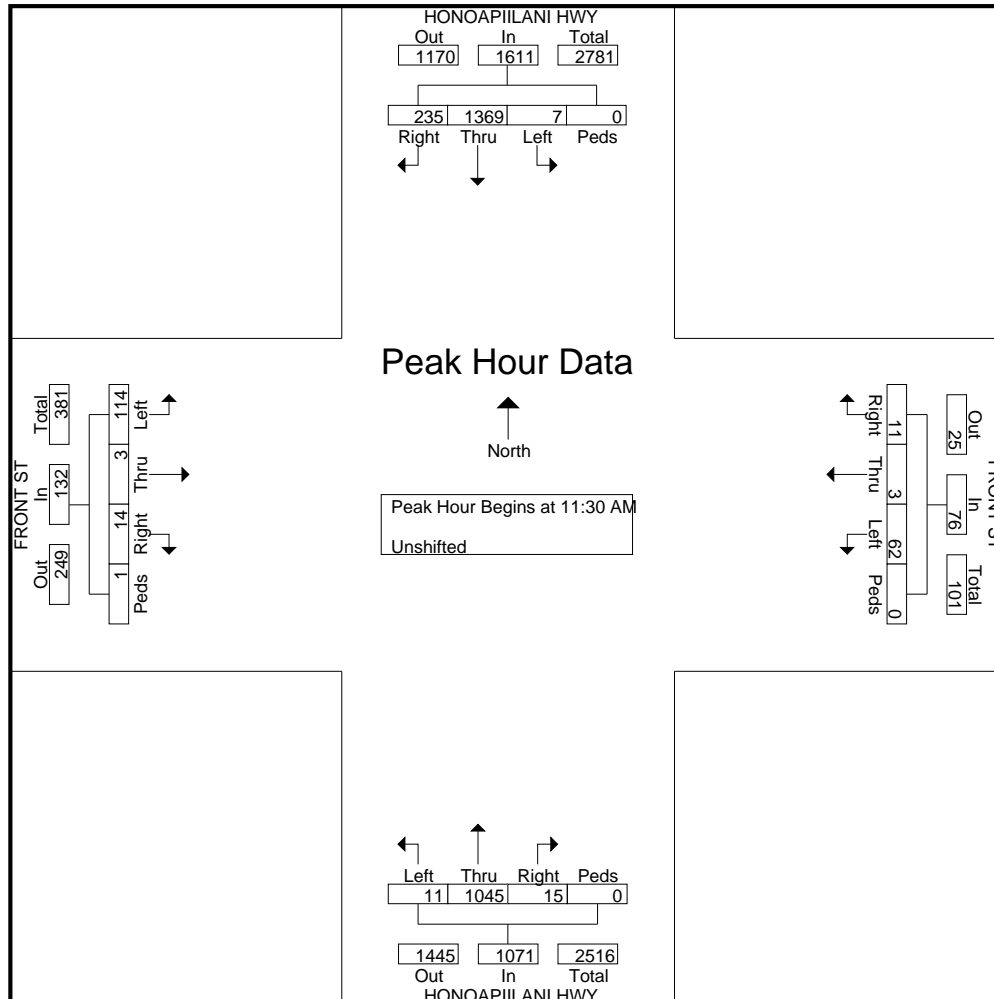 HONOAPIILANI HWY
Out In Total
1170 1611 2781
235 1369 7 0
Right Thru Left Peds
Peak Hour Data
North
Peak Hour Begins at 11:30 AM
Unshifted
FRONT ST
Total In Out
381 132 249
114 3 14 1
Left Thru Right Peds
Right Thru Left Peds
11 3 62 0
Out In Total
25 76 101
FRONT ST
Left Thru Right Peds
11 1045 15 0
1445 1071 2516
Out In Total
HONOAPIILANI HWY